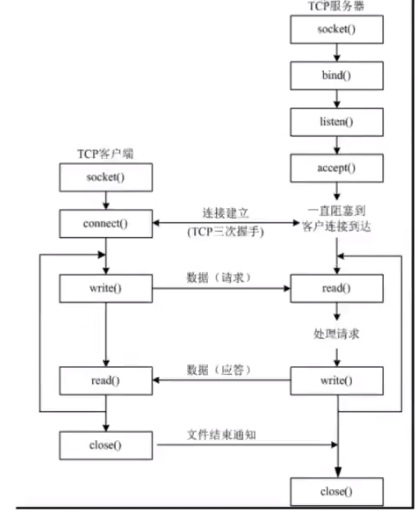 TCP服务器
socket()
bind()
listen()
accept()
TCP客户端
socket()
connect()
连接建立
(TCP三次握手)
一直阻塞到
客户连接到达
write()
数据（请求）
read()
处理请求
read()
数据（应答）
write()
close()
文件结束通知
close()